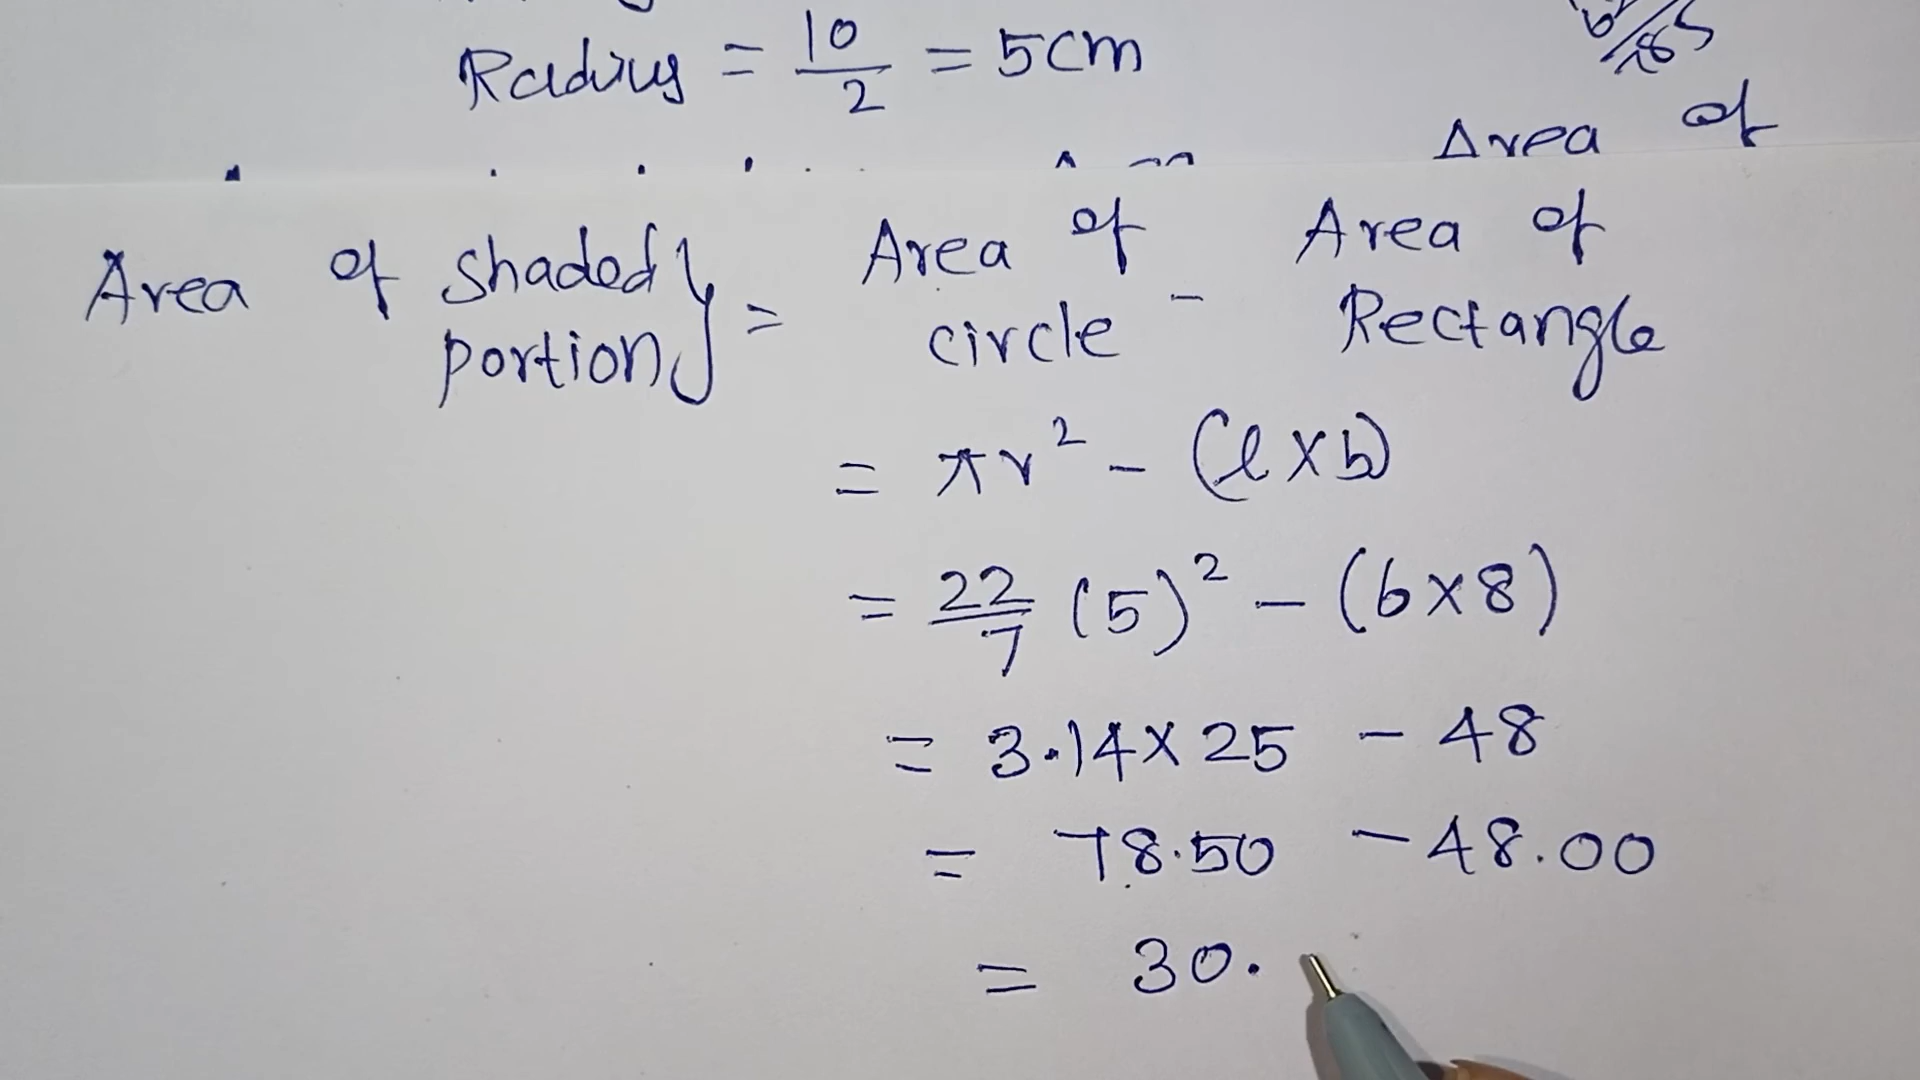 Radius = 10/2 = 5cm
Area of
Area of shaded portion} = Area of circle - Area of Rectangle
= πr² - (l×b)
= 22/7 (5)² - (6×8)
= 3.14×25 - 48
= 78.50 - 48.00
= 30.